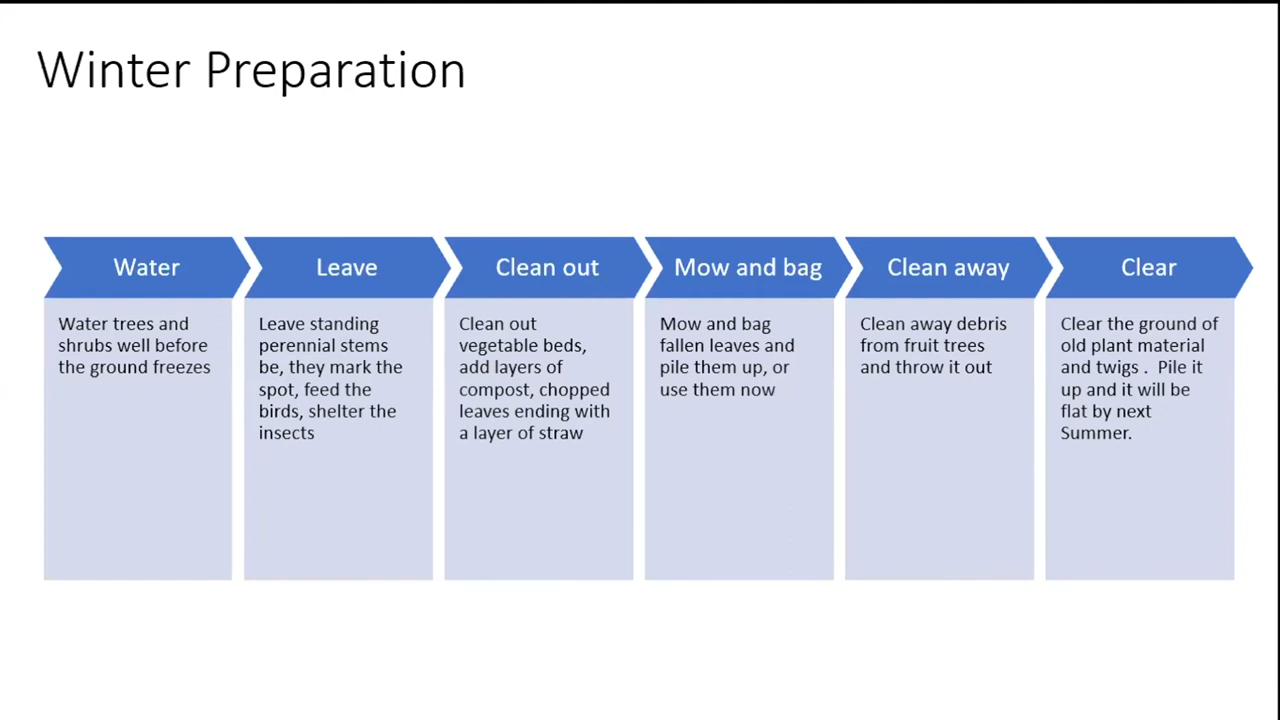 Winter Preparation
Water
Water trees and
shrubs well before
the ground freezes
Leave
Leave standing
perennial stems
be, they mark the
spot, feed the
birds, shelter the
insects
Clean out
Clean out
vegetable beds,
add layers of
compost, chopped
leaves ending with
a layer of straw
Mow and bag
Mow and bag
fallen leaves and
pile them up, or
use them now
Clean away
Clean away debris
from fruit trees
and throw it out
Clear
Clear the ground of
old plant material
and twigs .  Pile it
up and it will be
flat by next
Summer.